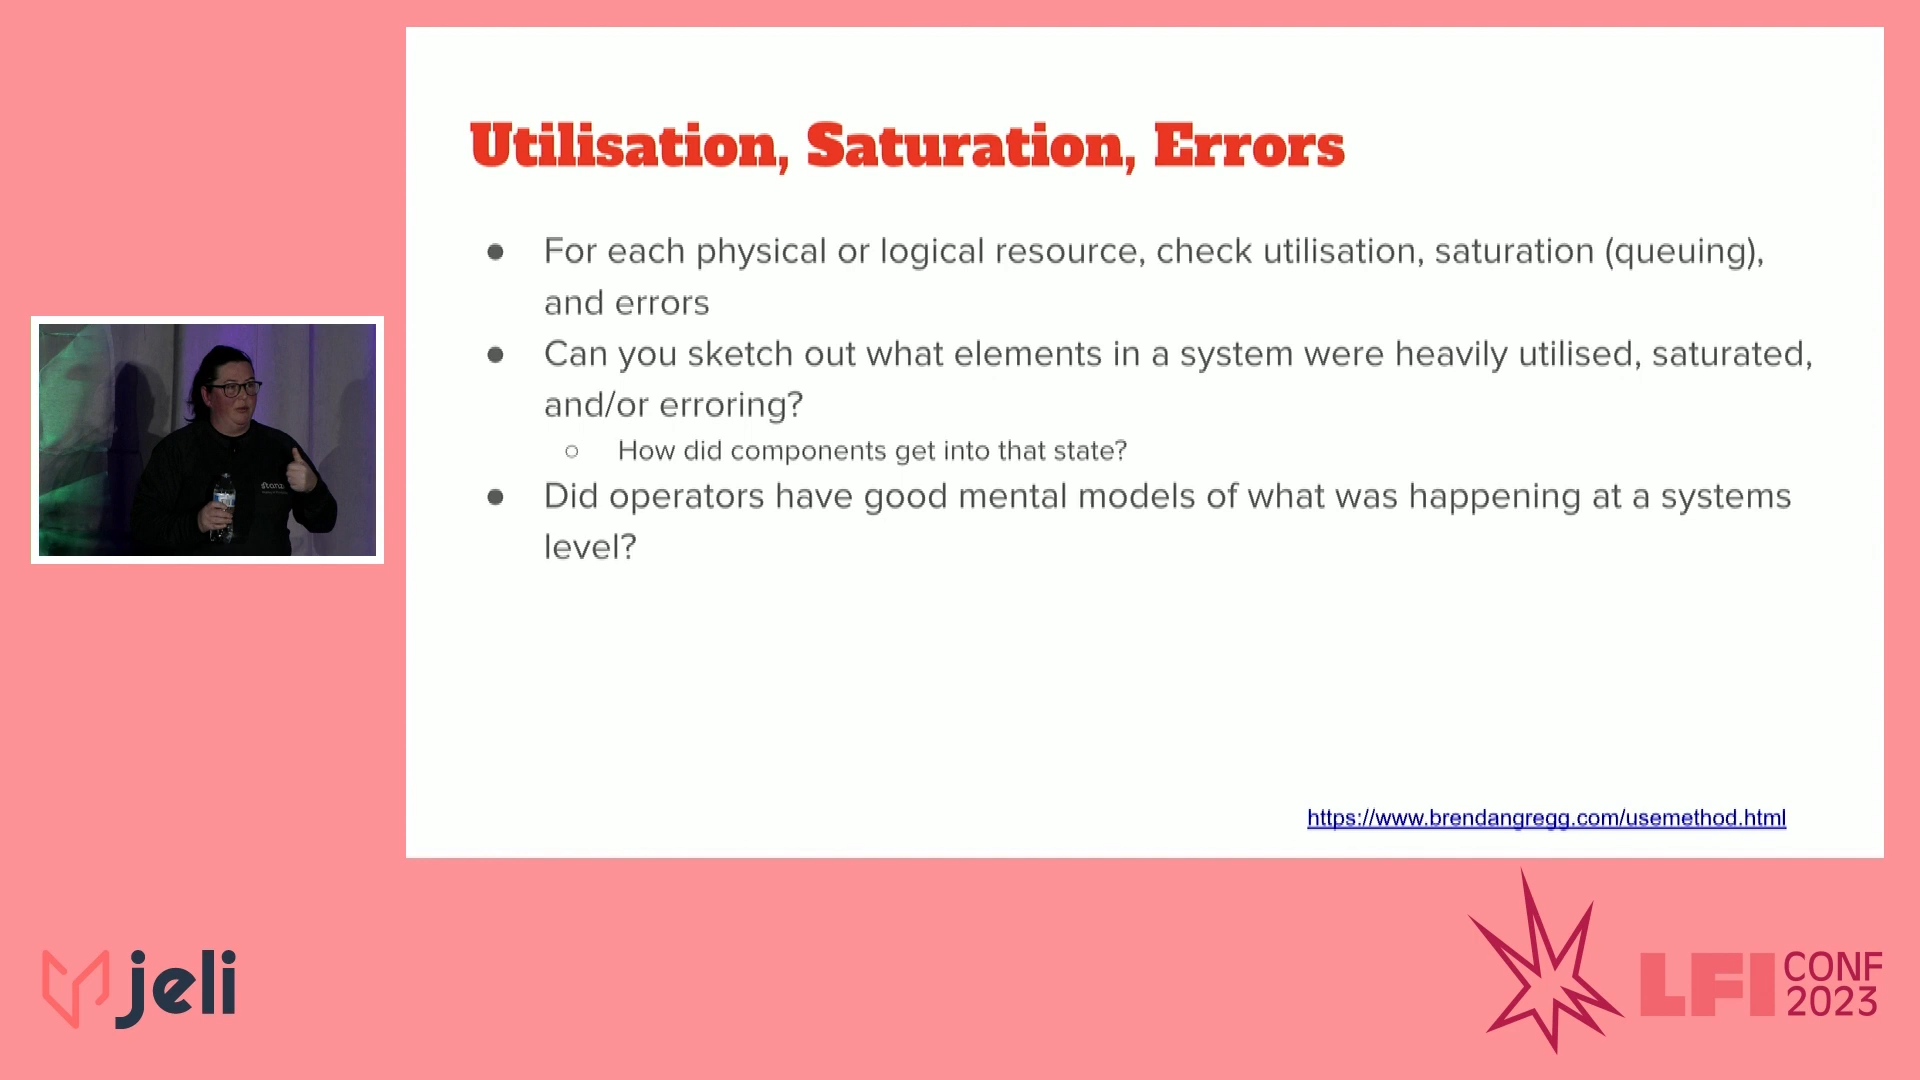 Utilisation, Saturation, Errors
● For each physical or logical resource, check utilisation, saturation (queuing),
and errors
● Can you sketch out what elements in a system were heavily utilised, saturated,
and/or erroring?
○ How did components get into that state?
● Did operators have good mental models of what was happening at a systems
level?
https://www.brendangregg.com/usemethod.html
jeli
LFI
CONF
2023